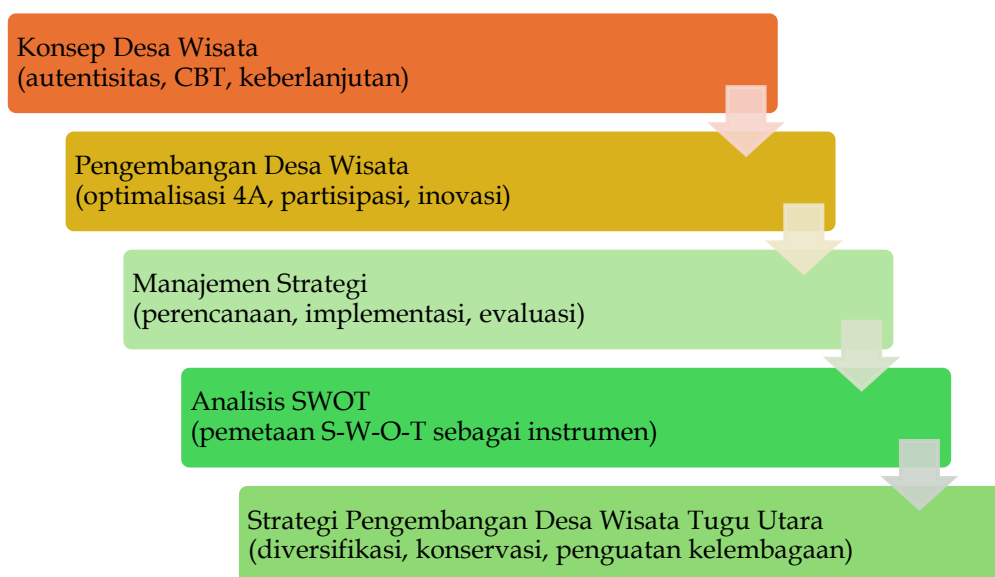 Konsep Desa Wisata
(autentisitas, CBT, keberlanjutan)
Pengembangan Desa Wisata
(optimalisasi 4A, partisipasi, inovasi)
Manajemen Strategi
(perencanaan, implementasi, evaluasi)
Analisis SWOT
(pemetaan S-W-O-T sebagai instrumen)
Strategi Pengembangan Desa Wisata Tugu Utara
(diversifikasi, konservasi, penguatan kelembagaan)